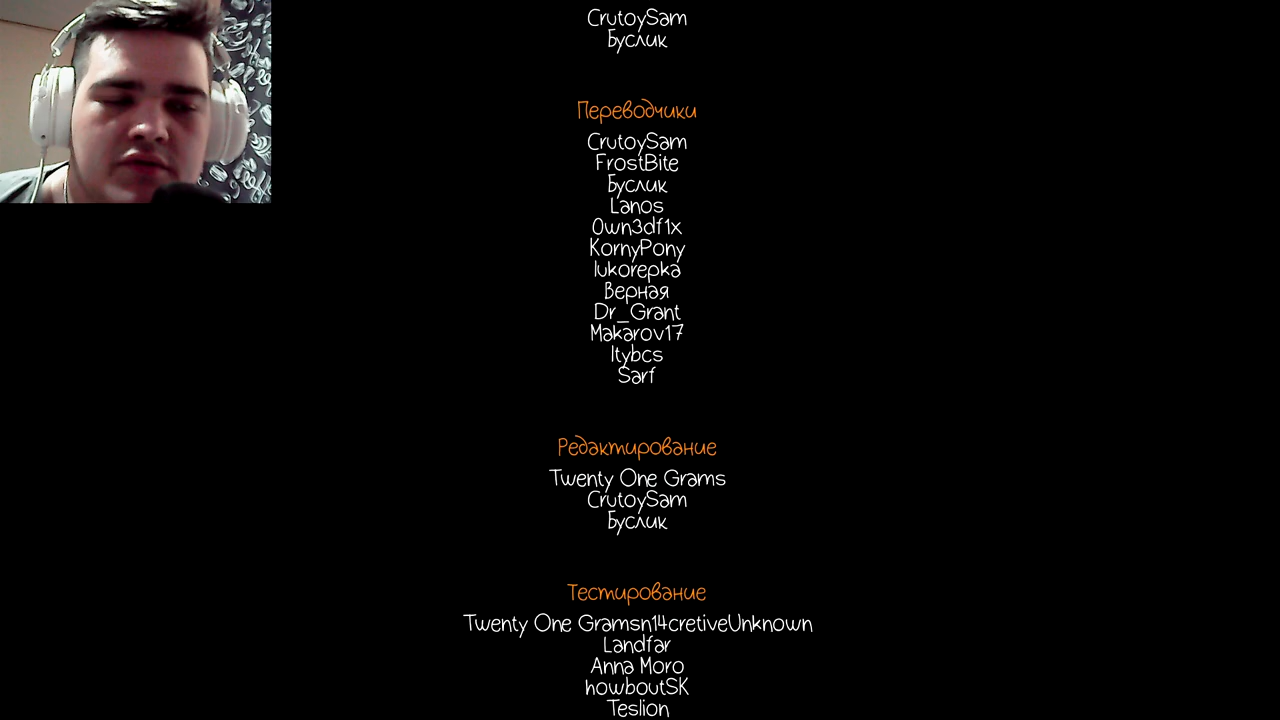 CrutoySam
Буслик
Переводчики
CrutoySam
FrostBite
Буслик
Lanos
0wn3df1x
KornyPony
lukorepka
Верная
Dr_Grant
Makarov17
Itybcs
Sarf
Редактирование
Twenty One Grams
CrutoySam
Буслик
Тестирование
Twenty One Gramsn14cretiveUnknown
Landfar
Anna Moro
howboutSK
Teslion